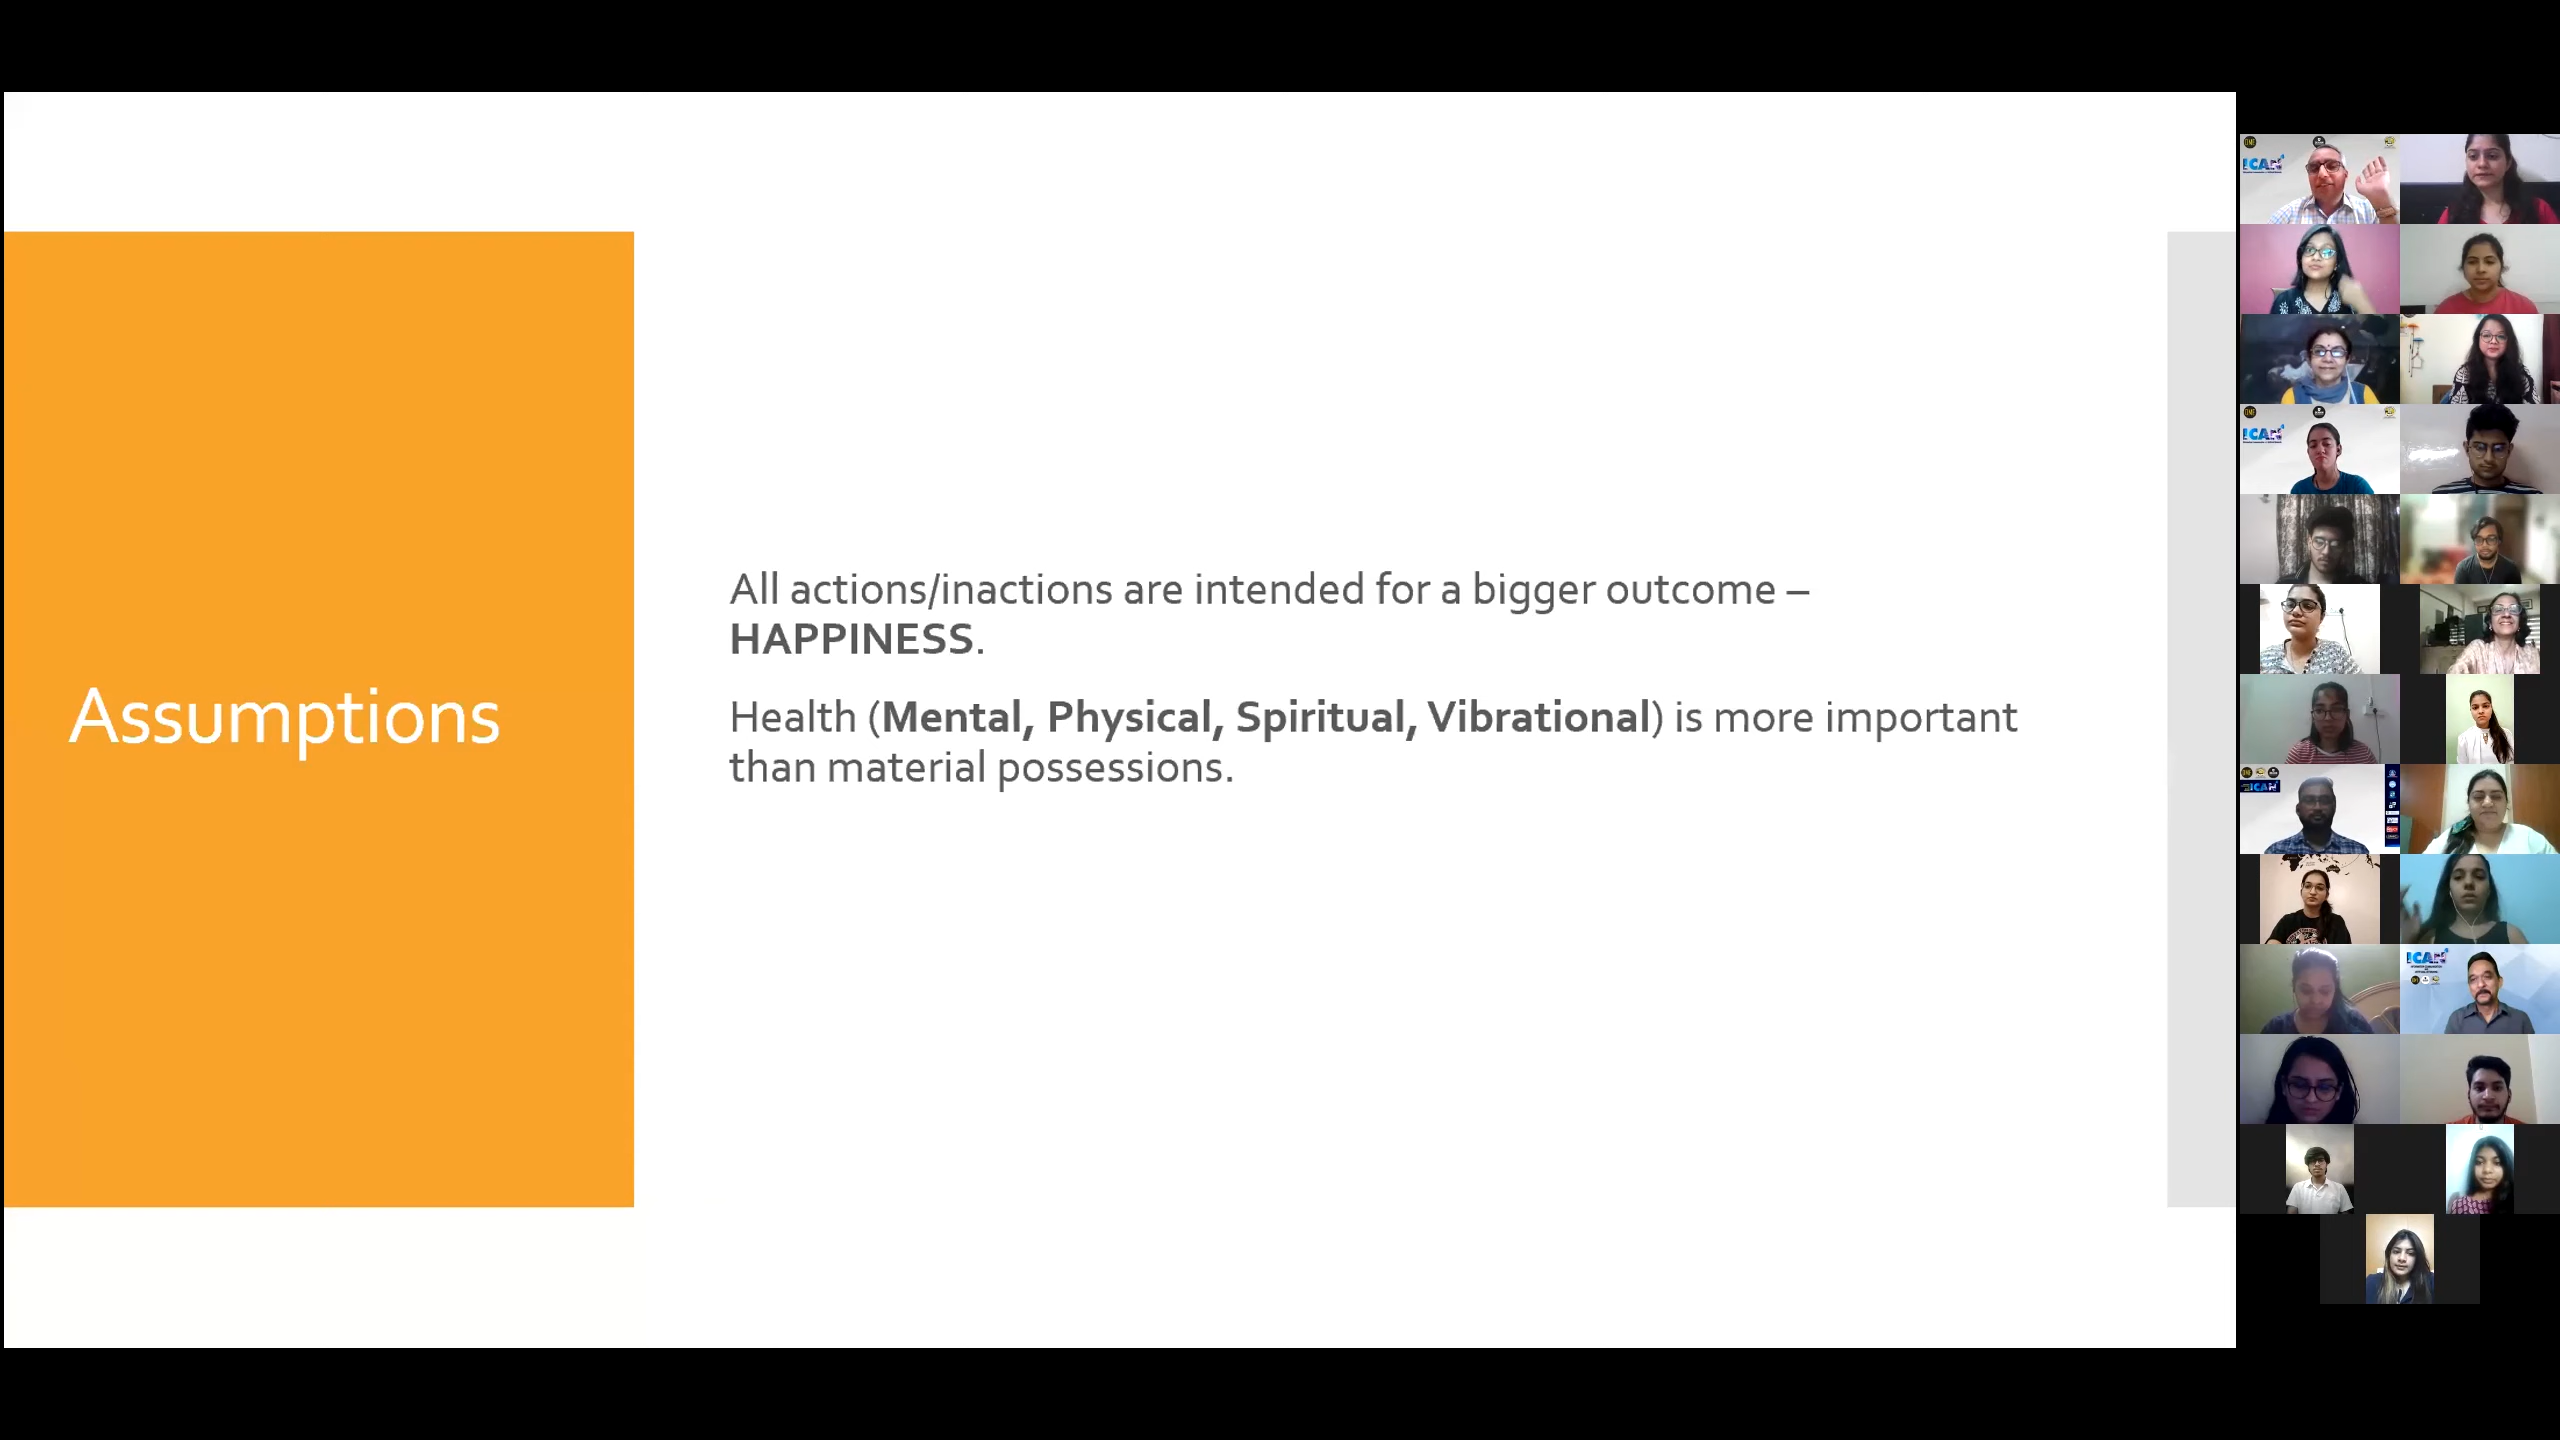 Assumptions
All actions/inactions are intended for a bigger outcome –
HAPPINESS.
Health (Mental, Physical, Spiritual, Vibrational) is more important
than material possessions.
ICAN
ICAN
ICAN
ICAN